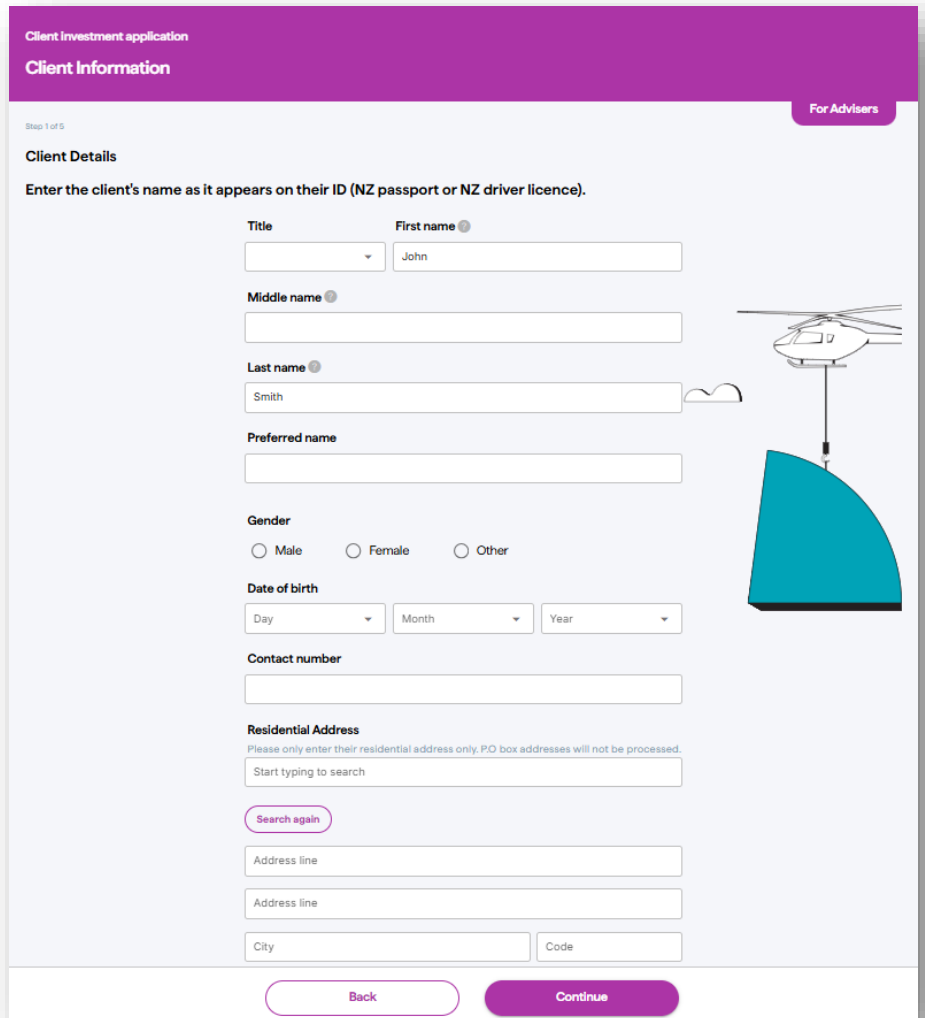 Client investment application
Client Information
For Advisers
Step 1 of 5
Client Details
Enter the client's name as it appears on their ID (NZ passport or NZ driver licence).
Title First name ?
John
Middle name ?
Last name ?
Smith
Preferred name
Gender
Male Female Other
Date of birth
Day Month Year
Contact number
Residential Address
Please only enter their residential address only. P.O box addresses will not be processed.
Start typing to search
Search again
Address line
Address line
City Code
Back Continue